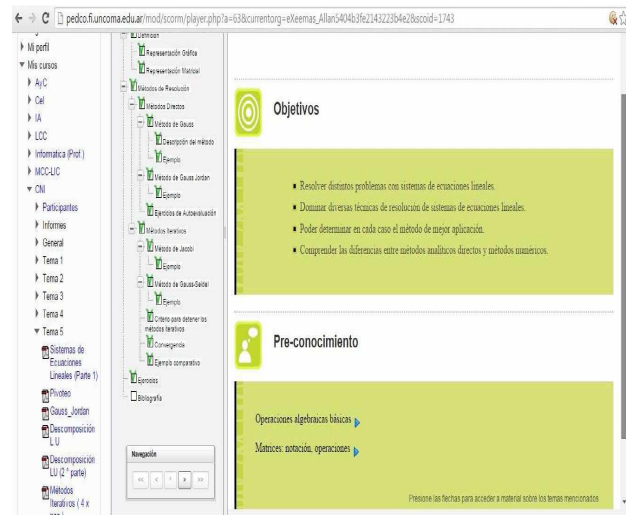 pedco.fi.uncoma.edu.ar/mod/scorm/player.php?a=63&currentorg=eXeemas_Allan5404b3fe2143223b4e2&scoid=1743
Mi perfil
Mis cursos
AyC
CeI
IA
LCC
Informática (Prof.)
MCC-LIC
CNI
Participantes
Informes
General
Tema 1
Tema 2
Tema 3
Tema 4
Tema 5
Sistemas de
Ecuaciones
Lineales (Parte 1)
Pivoteo
Gauss_Jordan
Descomposición
L U
Descomposición
LU (2 ° parte)
Métodos
Iterativos ( 4 x
Definición
Representación Gráfica
Representación Matricial
Métodos de Resolución
Métodos Directos
Método de Gauss
Descripción del método
Ejemplo
Método de Gauss Jordan
Ejemplo
Ejercicios de Autoevaluación
Métodos Iterativos
Método de Jacobi
Ejemplo
Método de Gauss-Seidel
Ejemplo
Criterio para detener los
métodos iterativos
Convergencia
Ejemplo comparativo
Ejercicios
Bibliografía
Navegación
<< < ^ > >>
Objetivos
Resolver distintos problemas con sistemas de ecuaciones lineales.
Dominar diversas técnicas de resolución de sistemas de ecuaciones lineales.
Poder determinar en cada caso el método de mejor aplicación.
Comprender las diferencias entre métodos analíticos directos y métodos numéricos.
Pre-conocimiento
Operaciones algebraicas básicas
Matrices: notación, operaciones
Presione las flechas para acceder a material sobre los temas mencionados